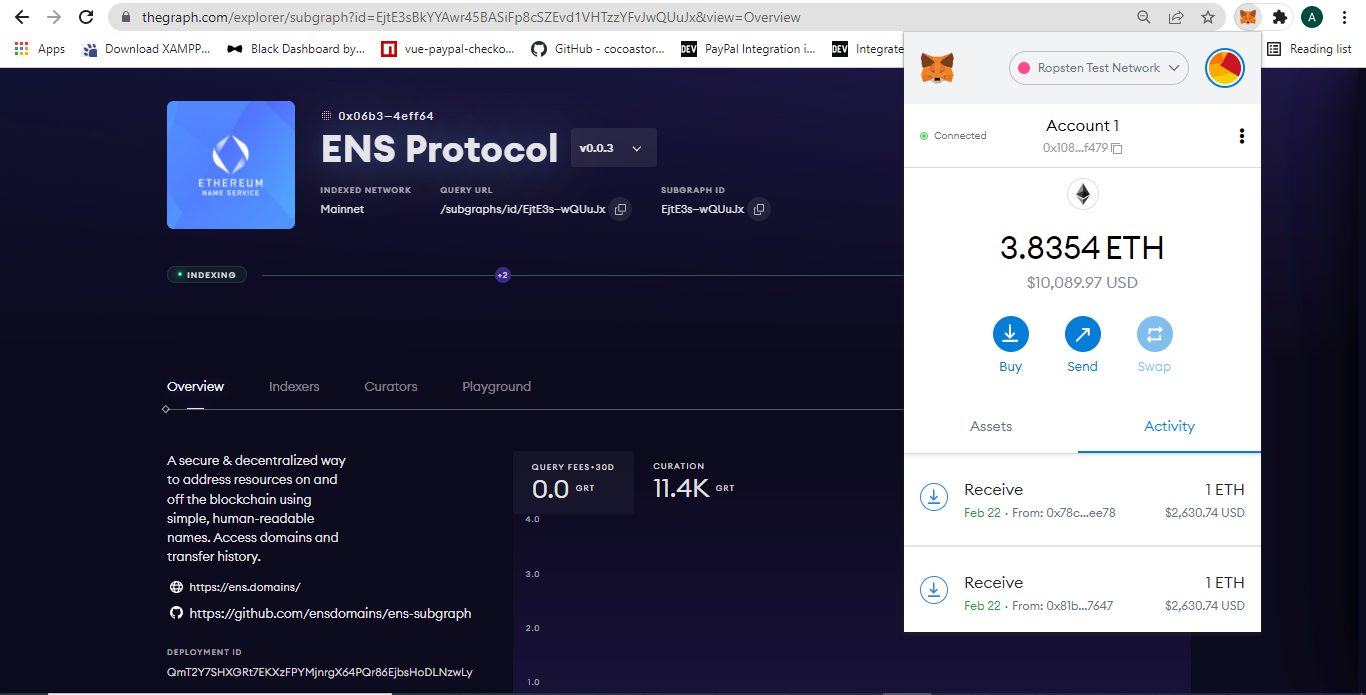 thegraph.com/explorer/subgraph?id=EjtE3sBkYYAwr45BASiFp8cSZEvd1VHTzzYFvJwQUuJx&view=Overview
A
Apps
Download XAMPP...
Black Dashboard by...
vue-paypal-checko...
GitHub - cocoastor...
DEV PayPal Integration i...
DEV Integrate
Reading list
ETHEREUM
NAME SERVICE
0x06b3-4eff64
ENS Protocol
v0.0.3
INDEXED NETWORK
Mainnet
QUERY URL
/subgraphs/id/EjtE3s-wQUuJx
SUBGRAPH ID
EjtE3s-wQUuJx
INDEXING
+2
Overview
Indexers
Curators
Playground
A secure & decentralized way
to address resources on and
off the blockchain using
simple, human-readable
names. Access domains and
transfer history.
https://ens.domains/
https://github.com/ensdomains/ens-subgraph
DEPLOYMENT ID
QmT2Y7SHXGRt7EKXzFPYMjnrgX64PQr86EjbsHoDLNzwLy
QUERY FEES•30D
0.0 GRT
CURATION
11.4K GRT
4.0
3.0
2.0
1.0
Ropsten Test Network
Connected
Account 1
0x108...f479
3.8354 ETH
$10,089.97 USD
Buy
Send
Swap
Assets
Activity
Receive
1 ETH
Feb 22 · From: 0x78c...ee78
$2,630.74 USD
Receive
1 ETH
Feb 22 · From: 0x81b...7647
$2,630.74 USD